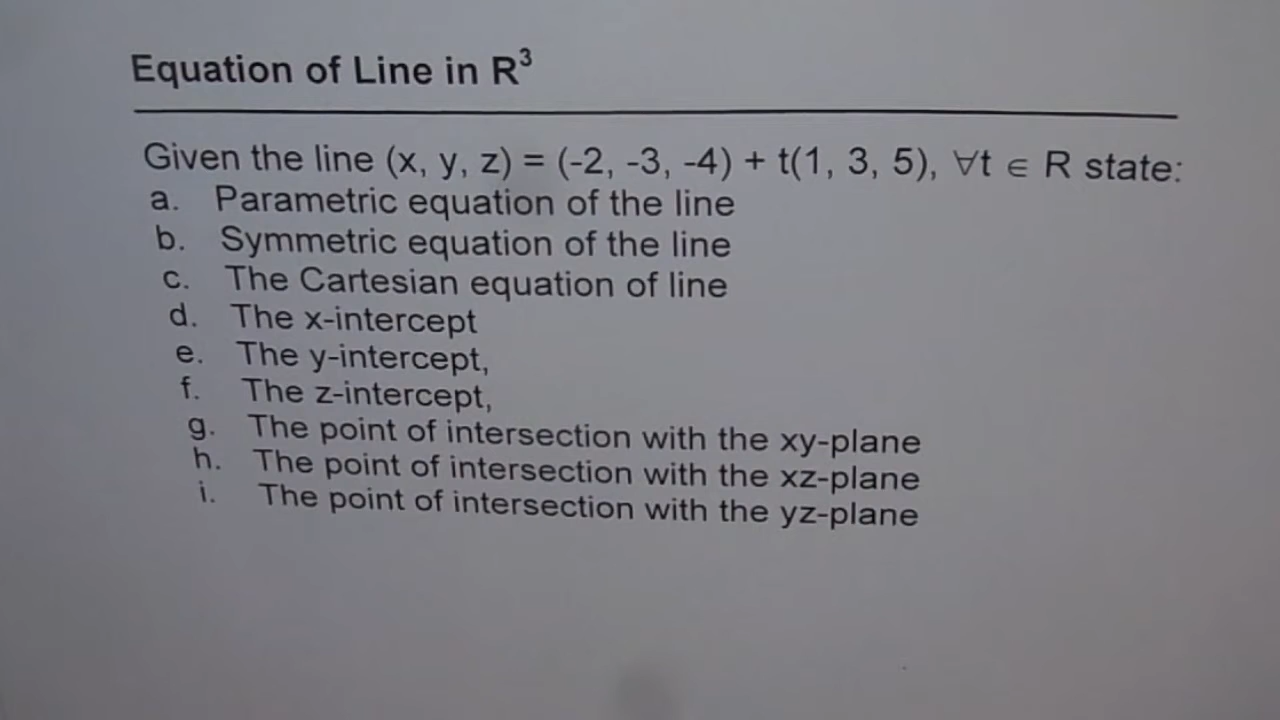 Equation of Line in R³
Given the line (x, y, z) = (-2, -3, -4) + t(1, 3, 5), ∀t ∈ R state:
a. Parametric equation of the line
b. Symmetric equation of the line
c. The Cartesian equation of line
d. The x-intercept
e. The y-intercept,
f. The z-intercept,
g. The point of intersection with the xy-plane
h. The point of intersection with the xz-plane
i. The point of intersection with the yz-plane